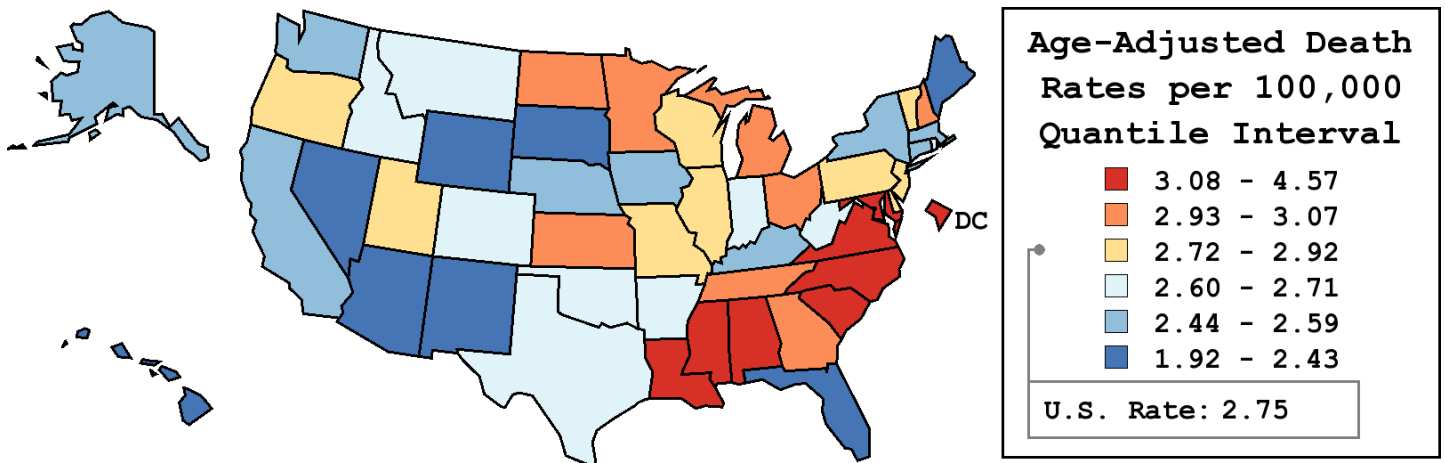 Age-Adjusted Death
Rates per 100,000
Quantile Interval
3.08 - 4.57
2.93 - 3.07
2.72 - 2.92
2.60 - 2.71
2.44 - 2.59
1.92 - 2.43
U.S. Rate: 2.75
DC